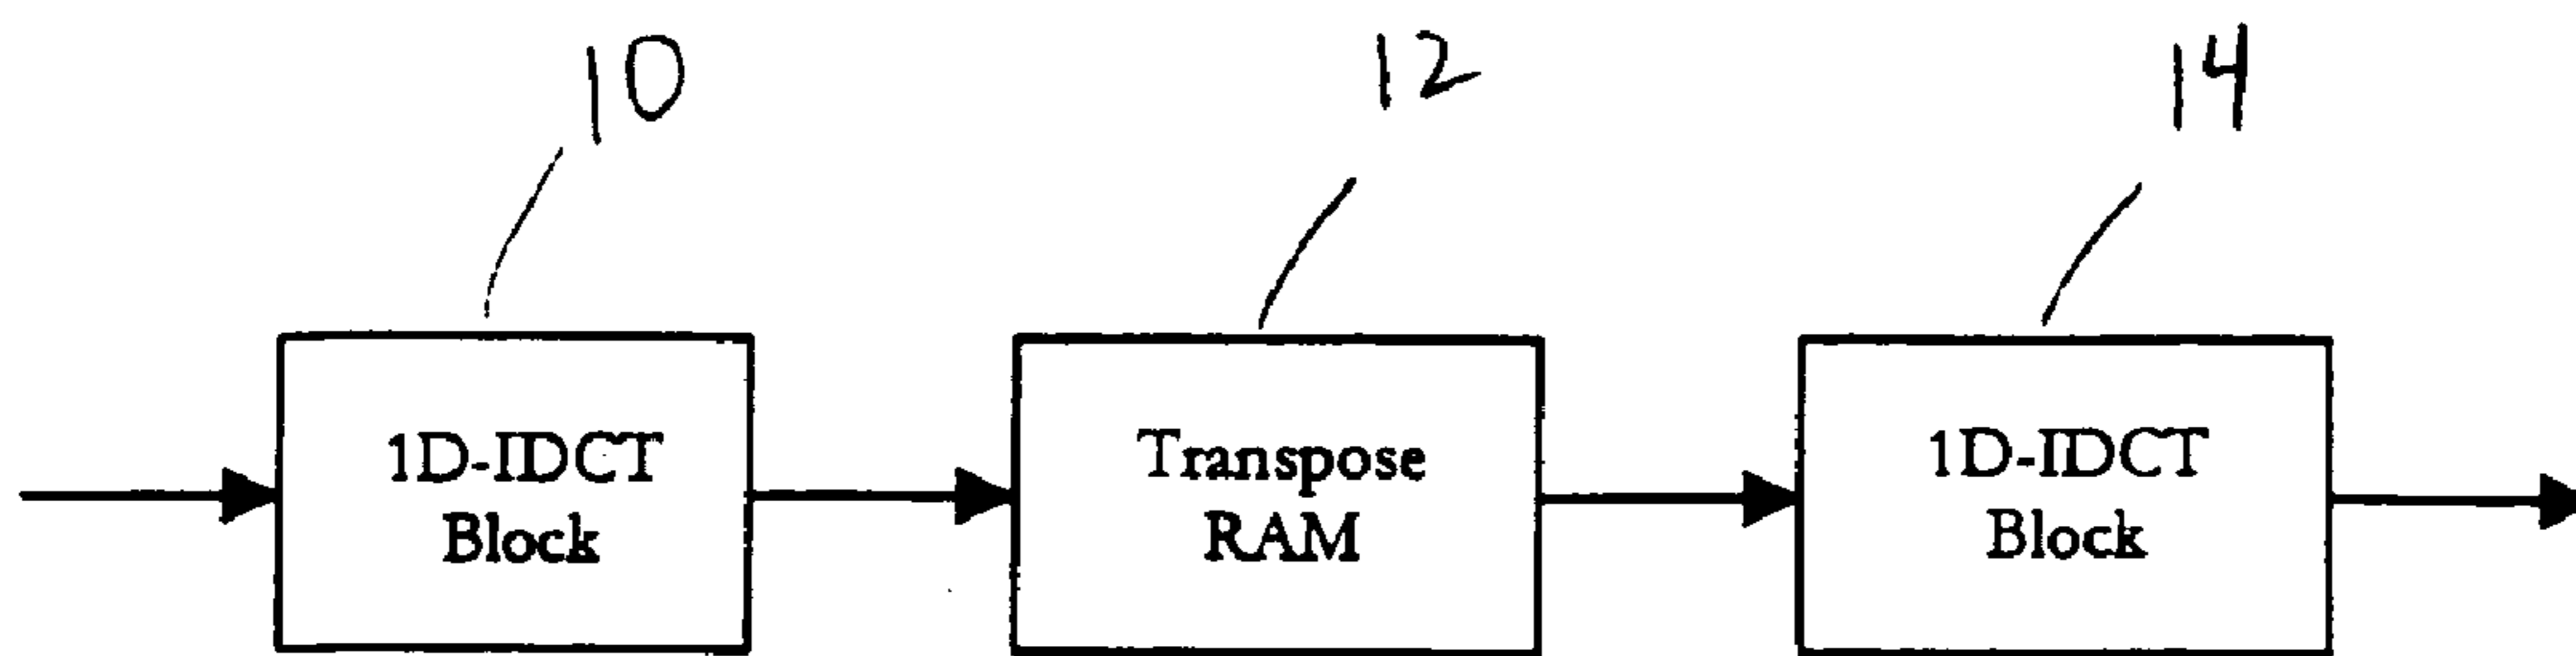 10
12
14
1D-IDCT
Block
Transpose
RAM
1D-IDCT
Block